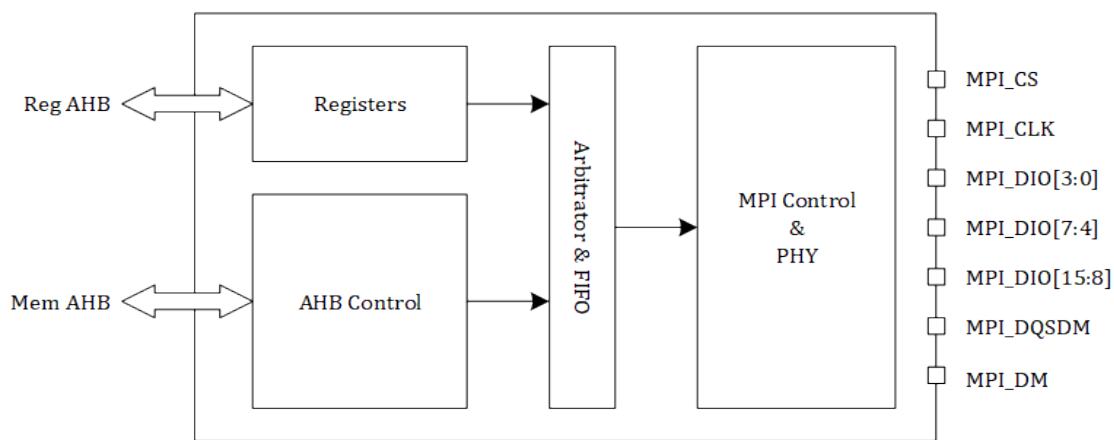 Reg AHB
Registers
Mem AHB
AHB Control
Arbitrator & FIFO
MPI Control
&
PHY
MPI_CS
MPI_CLK
MPI_DIO[3:0]
MPI_DIO[7:4]
MPI_DIO[15:8]
MPI_DQSDM
MPI_DM